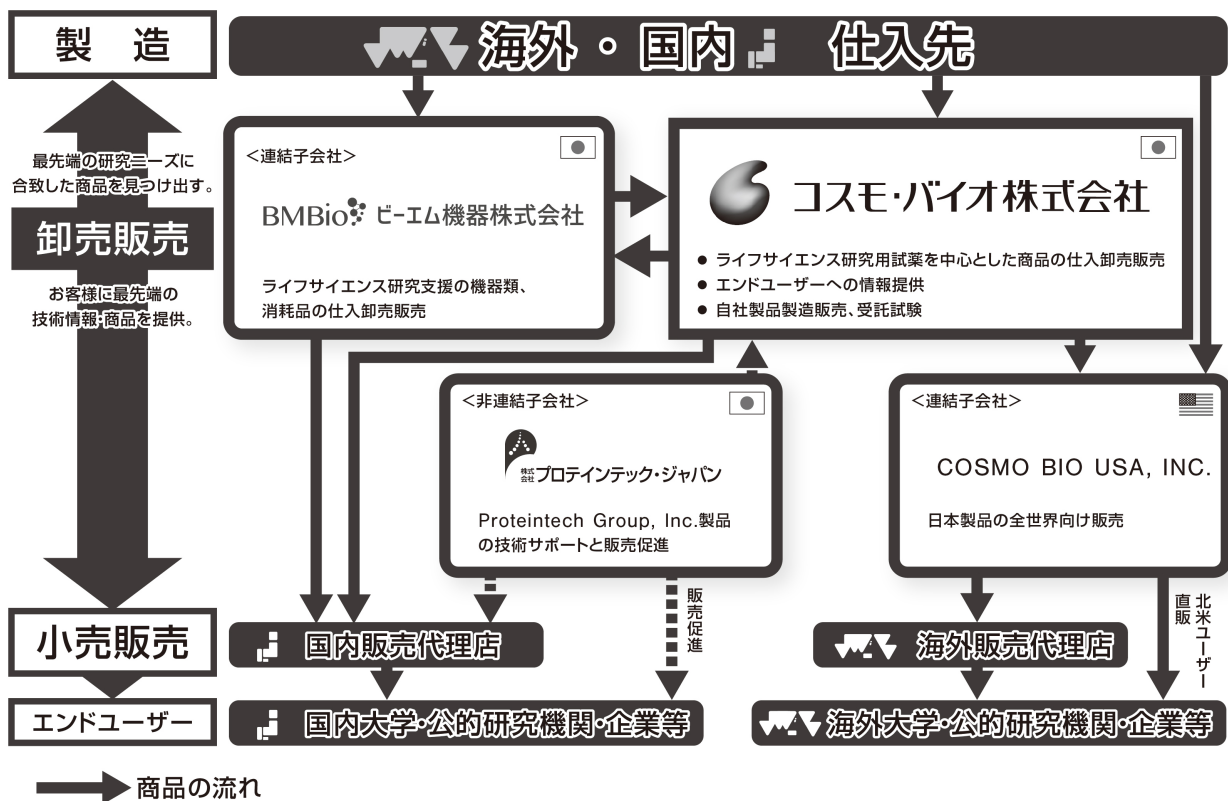 製　造
海外・国内　仕入先
最先端の研究ニーズに
合致した商品を見つけ出す。
卸売販売
お客様に最先端の
技術情報・商品を提供。
<連結子会社>
BMBio ビーエム機器株式会社
ライフサイエンス研究支援の機器類、
消耗品の仕入卸売販売
コスモ・バイオ株式会社
● ライフサイエンス研究用試薬を中心とした商品の仕入卸売販売
● エンドユーザーへの情報提供
● 自社製品製造販売、受託試験
<非連結子会社>
株式会社プロテインテック・ジャパン
Proteintech Group, Inc.製品
の技術サポートと販売促進
<連結子会社>
COSMO BIO USA, INC.
日本製品の全世界向け販売
小売販売
国内販売代理店
販売促進
海外販売代理店
北米ユーザー
直販
エンドユーザー
国内大学・公的研究機関・企業等
海外大学・公的研究機関・企業等
商品の流れ